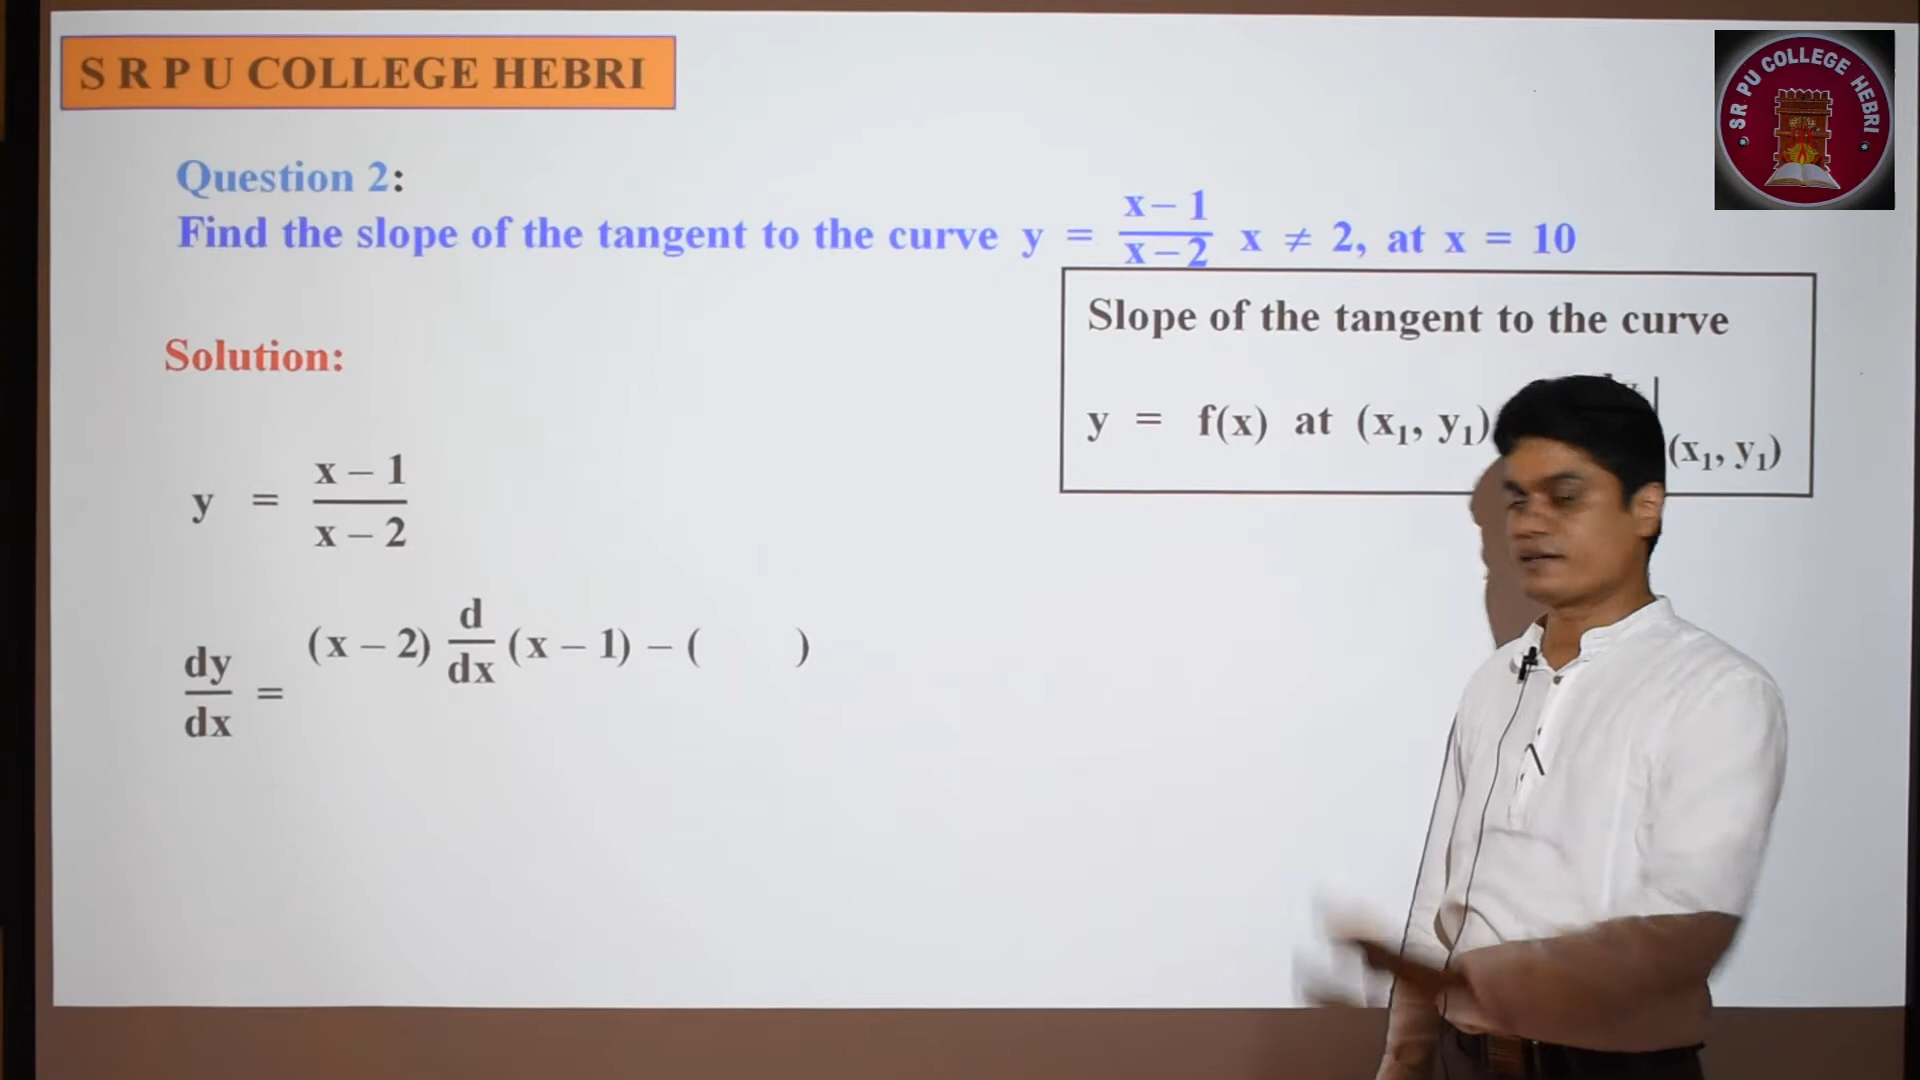 S R P U COLLEGE HEBRI
SR PU COLLEGE HEBRI
Question 2:
Find the slope of the tangent to the curve y = (x – 1)/(x – 2) x ≠ 2, at x = 10
Slope of the tangent to the curve
y = f(x) at (x₁, y₁) (x₁, y₁)
Solution:
y = (x – 1)/(x – 2)
dy/dx = (x – 2) d/dx (x – 1) – (        )